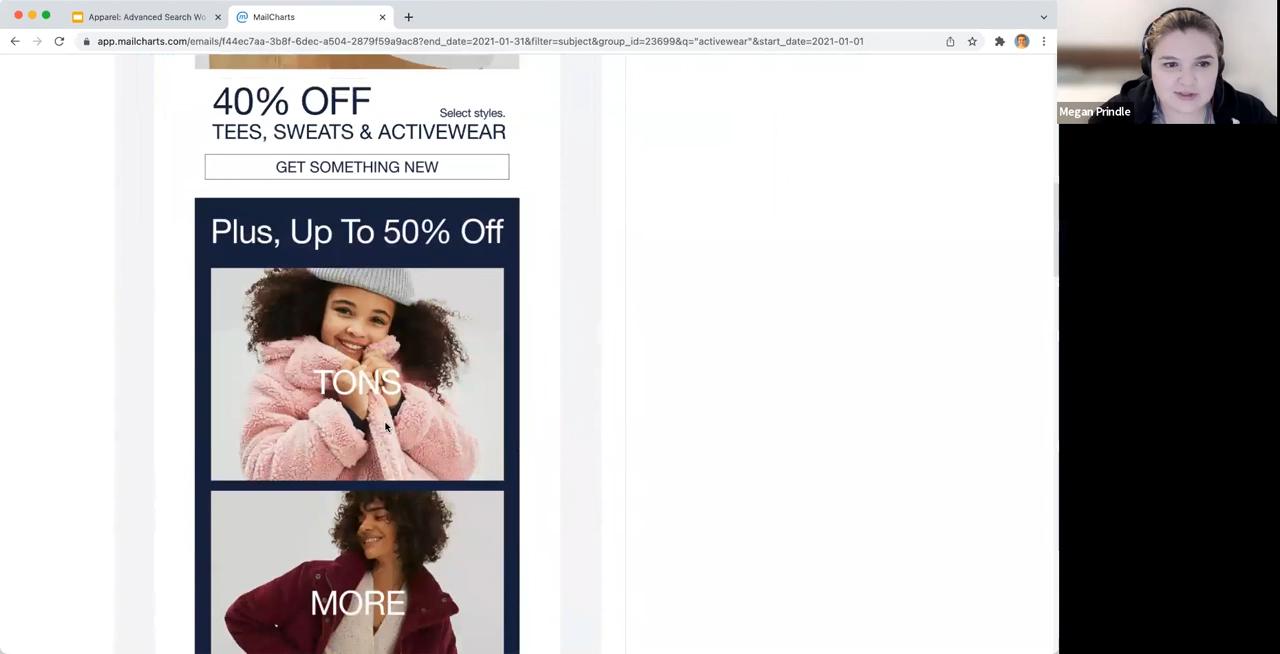 Apparel: Advanced Search Wo
MailCharts
app.mailcharts.com/emails/f44ec7aa-3b8f-6dec-a504-2879f59a9ac8?end_date=2021-01-31&filter=subject&group_id=23699&q="activewear"&start_date=2021-01-01
Megan Prindle
40% OFF
Select styles.
TEES, SWEATS & ACTIVEWEAR
GET SOMETHING NEW
Plus, Up To 50% Off
TONS
MORE